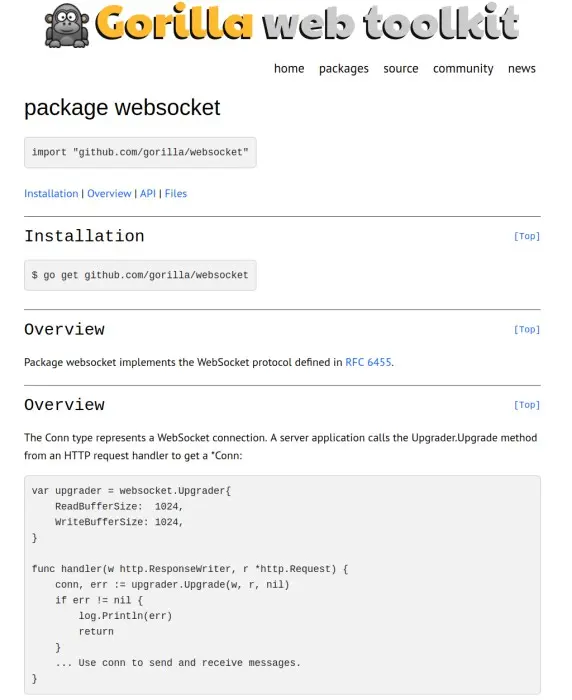 Gorilla web toolkit
home packages source community news
package websocket
import "github.com/gorilla/websocket"
Installation | Overview | API | Files
Installation [Top]
$ go get github.com/gorilla/websocket
Overview [Top]
Package websocket implements the WebSocket protocol defined in RFC 6455.
Overview [Top]
The Conn type represents a WebSocket connection. A server application calls the Upgrader.Upgrade method
from an HTTP request handler to get a *Conn:
var upgrader = websocket.Upgrader{
    ReadBufferSize:  1024,
    WriteBufferSize: 1024,
}
func handler(w http.ResponseWriter, r *http.Request) {
    conn, err := upgrader.Upgrade(w, r, nil)
    if err != nil {
        log.Println(err)
        return
    }
    ... Use conn to send and receive messages.
}